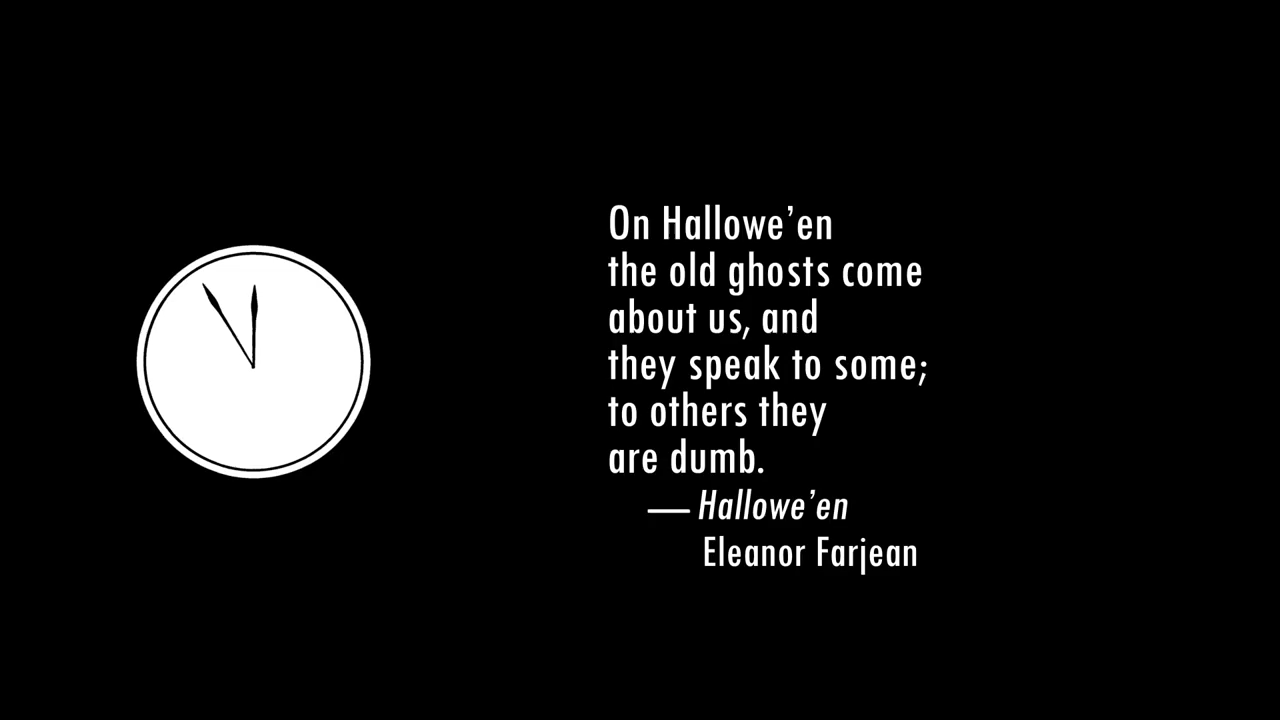 On Hallowe’en
the old ghosts come
about us, and
they speak to some;
to others they
are dumb.
— Hallowe’en
Eleanor Farjean